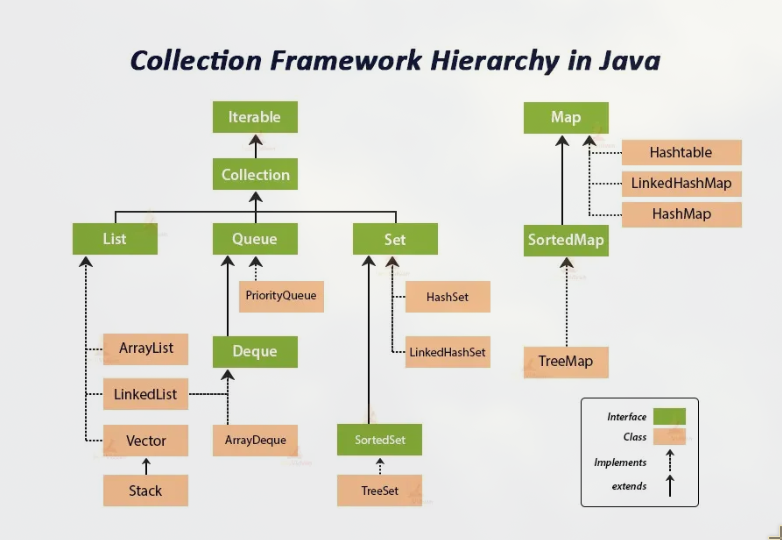 Collection Framework Hierarchy in Java
Iterable
Map
Hashtable
Collection
LinkedHashMap
HashMap
List
Queue
Set
SortedMap
PriorityQueue
HashSet
ArrayList
Deque
LinkedHashSet
TreeMap
LinkedList
Vector
ArrayDeque
SortedSet
Stack
TreeSet
Interface
Class
Implements
extends